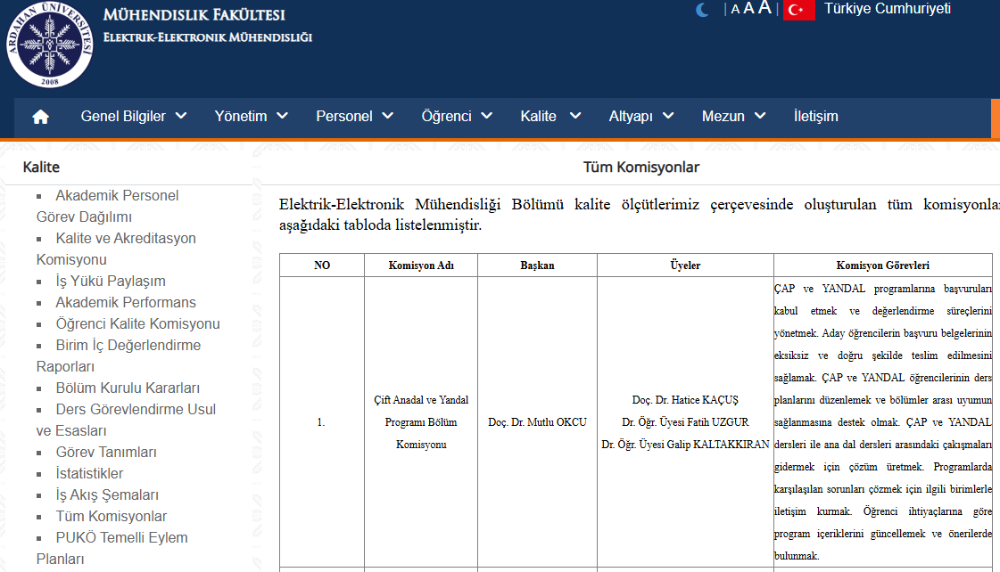 ARDAHAN ÜNİVERSİTESİ
2008
MÜHENDISLIK FAKÜLTESI
ELEKTRIK-ELEKTRONIK MÜHENDISLIĞI
| A A A |
Türkiye Cumhuriyeti
Genel Bilgiler
Yönetim
Personel
Öğrenci
Kalite
Altyapı
Mezun
İletişim
Kalite
Akademik Personel
Görev Dağılımı
Kalite ve Akreditasyon
Komisyonu
İş Yükü Paylaşım
Akademik Performans
Öğrenci Kalite Komisyonu
Birim İç Değerlendirme
Raporları
Bölüm Kurulu Kararları
Ders Görevlendirme Usul
ve Esasları
Görev Tanımları
İstatistikler
İş Akış Şemaları
Tüm Komisyonlar
PUKÖ Temelli Eylem
Planları
Tüm Komisyonlar
Elektrik-Elektronik Mühendisliği Bölümü kalite ölçütlerimiz çerçevesinde oluşturulan tüm komisyonlar
aşağıdaki tabloda listelenmiştir.
NO
Komisyon Adı
Başkan
Üyeler
Komisyon Görevleri
1.
Çift Anadal ve Yandal
Programı Bölüm
Komisyonu
Doç. Dr. Mutlu OKCU
Doç. Dr. Hatice KAÇUŞ
Dr. Öğr. Üyesi Fatih UZGUR
Dr. Öğr. Üyesi Galip KALTAKKIRAN
ÇAP ve YANDAL programlarına başvuruları
kabul etmek ve değerlendirme süreçlerini
yönetmek. Aday öğrencilerin başvuru belgelerinin
eksiksiz ve doğru şekilde teslim edilmesini
sağlamak. ÇAP ve YANDAL öğrencilerinin ders
planlarını düzenlemek ve bölümler arası uyumun
sağlanmasına destek olmak. ÇAP ve YANDAL
dersleri ile ana dal dersleri arasındaki çakışmaları
gidermek için çözüm üretmek. Programlarda
karşılaşılan sorunları çözmek için ilgili birimlerle
iletişim kurmak. Öğrenci ihtiyaçlarına göre
program içeriklerini güncellemek ve önerilerde
bulunmak.